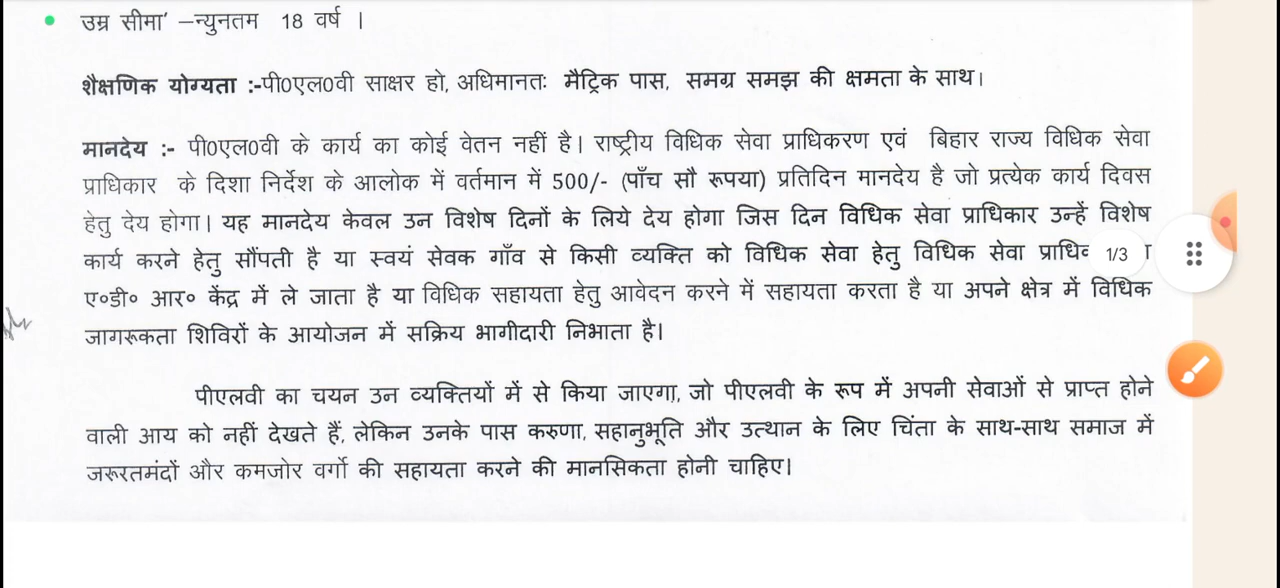 उम्र सीमा' –न्युनतम 18 वर्ष ।
शैक्षणिक योग्यता :-पी0एल0वी साक्षर हो, अधिमानतः मैट्रिक पास, समग्र समझ की क्षमता के साथ।
मानदेय :- पी0एल0वी के कार्य का कोई वेतन नहीं है। राष्ट्रीय विधिक सेवा प्राधिकरण एवं बिहार राज्य विधिक सेवा
प्राधिकार के दिशा निर्देश के आलोक में वर्तमान में 500/- (पाँच सौ रूपया) प्रतिदिन मानदेय है जो प्रत्येक कार्य दिवस
हेतु देय होगा। यह मानदेय केवल उन विशेष दिनों के लिये देय होगा जिस दिन विधिक सेवा प्राधिकार उन्हें विशेष
कार्य करने हेतु सौंपती है या स्वयं सेवक गाँव से किसी व्यक्ति को विधिक सेवा हेतु विधिक सेवा 1/3
ए०डी० आर० केंद्र में ले जाता है या विधिक सहायता हेतु आवेदन करने में सहायता करता है या अपने क्षेत्र में विधिक
जागरूकता शिविरों के आयोजन में सक्रिय भागीदारी निभाता है।
पीएलवी का चयन उन व्यक्तियों में से किया जाएगा, जो पीएलवी के रूप में अपनी सेवाओं से प्राप्त होने
वाली आय को नहीं देखते हैं, लेकिन उनके पास करुणा, सहानुभूति और उत्थान के लिए चिंता के साथ-साथ समाज में
जरूरतमंदों और कमजोर वर्गो की सहायता करने की मानसिकता होनी चाहिए।